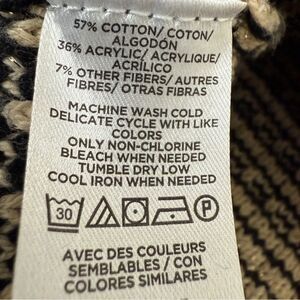 57% COTTON/ COTON/
ALGODÓN
36% ACRYLIC/ ACRYLIQUE/
ACRÍLICO
7% OTHER FIBERS/ AUTRES
FIBRES/ OTRAS FIBRAS
MACHINE WASH COLD
DELICATE CYCLE WITH LIKE
COLORS
ONLY NON-CHLORINE
BLEACH WHEN NEEDED
TUMBLE DRY LOW
COOL IRON WHEN NEEDED
30 P
AVEC DES COULEURS
SEMBLABLES / CON
COLORES SIMILARES